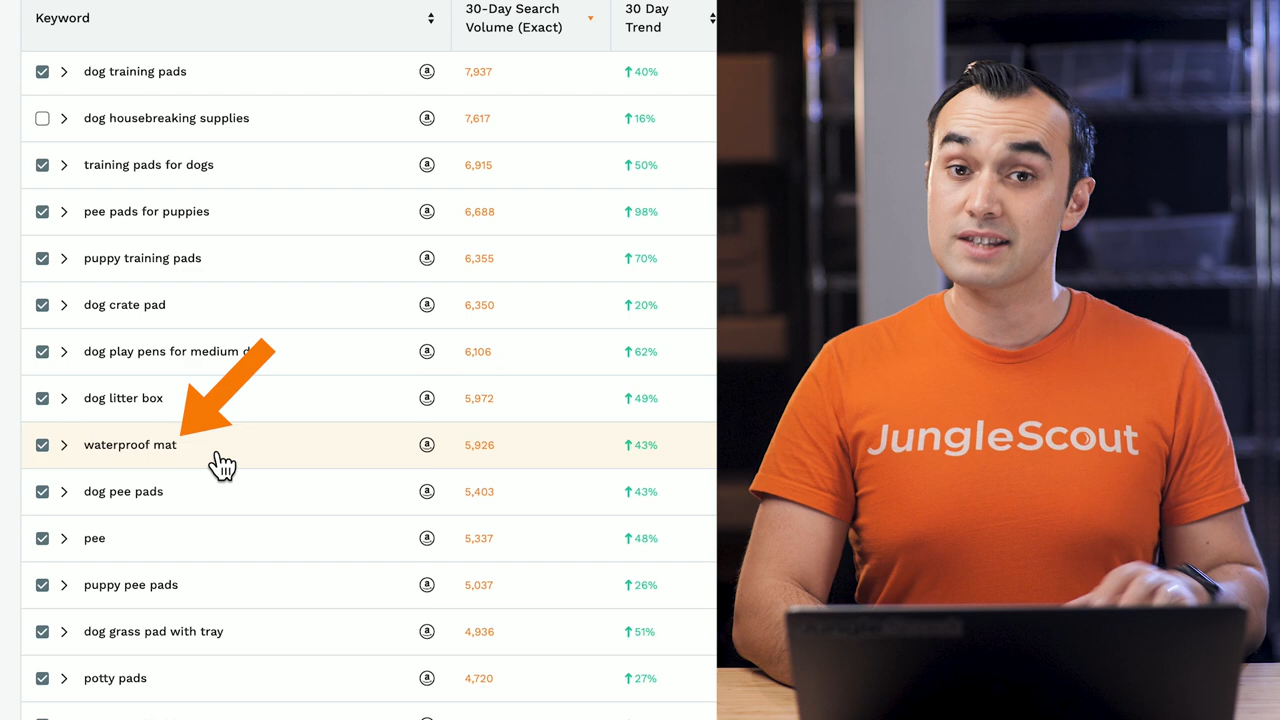 Keyword
30-Day Search
Volume (Exact)
30 Day
Trend
dog training pads
a
7,937
40%
dog housebreaking supplies
a
7,617
16%
training pads for dogs
a
6,915
50%
pee pads for puppies
a
6,688
98%
puppy training pads
a
6,355
70%
dog crate pad
a
6,350
20%
dog play pens for medium
a
6,106
62%
dog litter box
a
5,972
49%
waterproof mat
a
5,926
43%
dog pee pads
a
5,403
43%
pee
a
5,337
48%
puppy pee pads
a
5,037
26%
dog grass pad with tray
a
4,936
51%
potty pads
a
4,720
27%
JungleScout